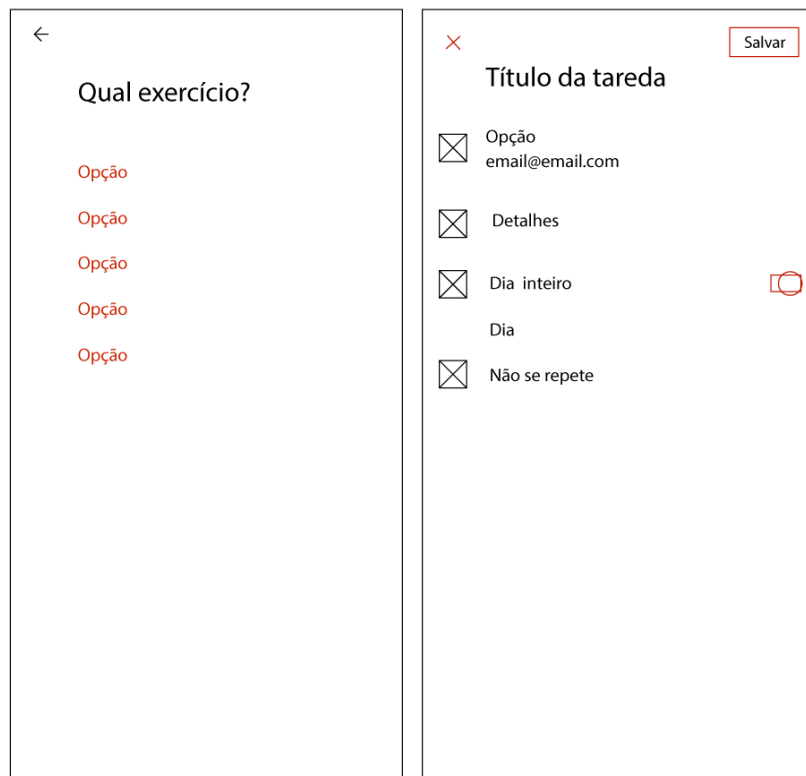 Qual exercício?
Opção
Opção
Opção
Opção
Opção
Salvar
Título da tareda
Opção
email@email.com
Detalhes
Dia inteiro
Dia
Não se repete